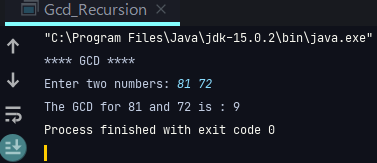 Gcd_Recursion ×
"C:\Program Files\Java\jdk-15.0.2\bin\java.exe"
**** GCD ****
Enter two numbers: 81 72
The GCD for 81 and 72 is : 9
Process finished with exit code 0